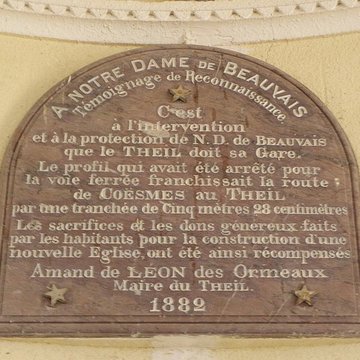 A NOTRE DAME DE BEAUVAIS
Témoignage de Reconnaissance.
C'est
à l'intervention
et à la protection de N.D. de BEAUVAIS
que le THEIL doit sa Gare.
Le profil qui avait été arrêté pour
la voie ferrée franchissait la route
de COËSMES au THEIL
par une tranchée de Cinq mètres 28 centimètres
Les sacrifices et les dons généreux faits
par les habitants pour la construction d'une
nouvelle Eglise, ont été ainsi récompensés
Amand de LÉON des Ormeaux
Maire du THEIL.
1882